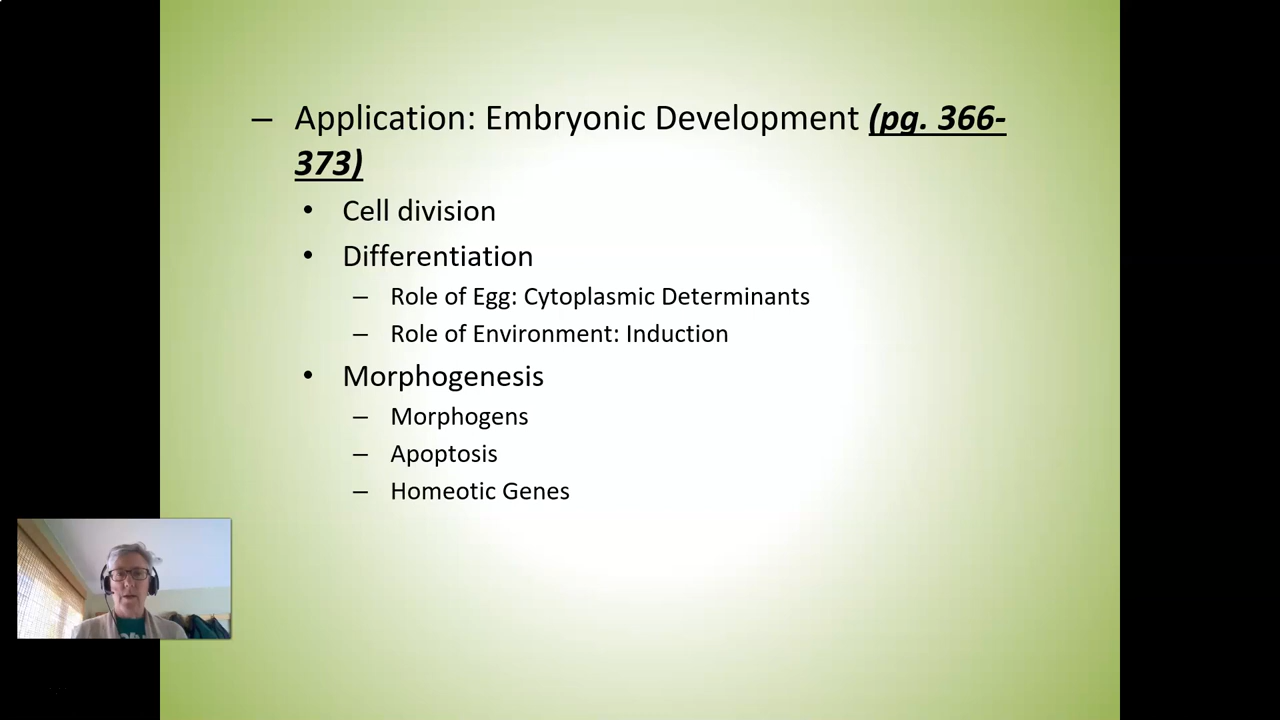 – Application: Embryonic Development (pg. 366-
373)
• Cell division
• Differentiation
– Role of Egg: Cytoplasmic Determinants
– Role of Environment: Induction
• Morphogenesis
– Morphogens
– Apoptosis
– Homeotic Genes